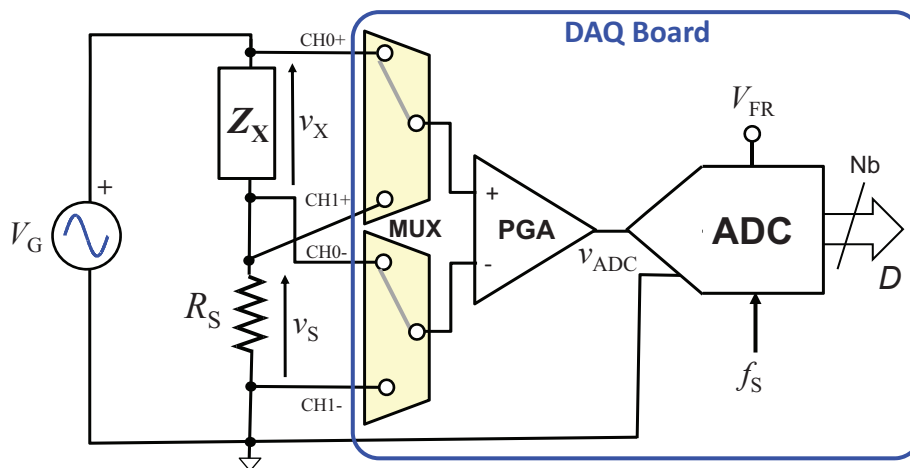 DAQ Board
CH0+
Z_X
v_X
V_FR
+
CH1+
MUX
+
PGA
-
ADC
Nb
V_G
CH0-
v_ADC
D
R_S
v_S
f_S
CH1-